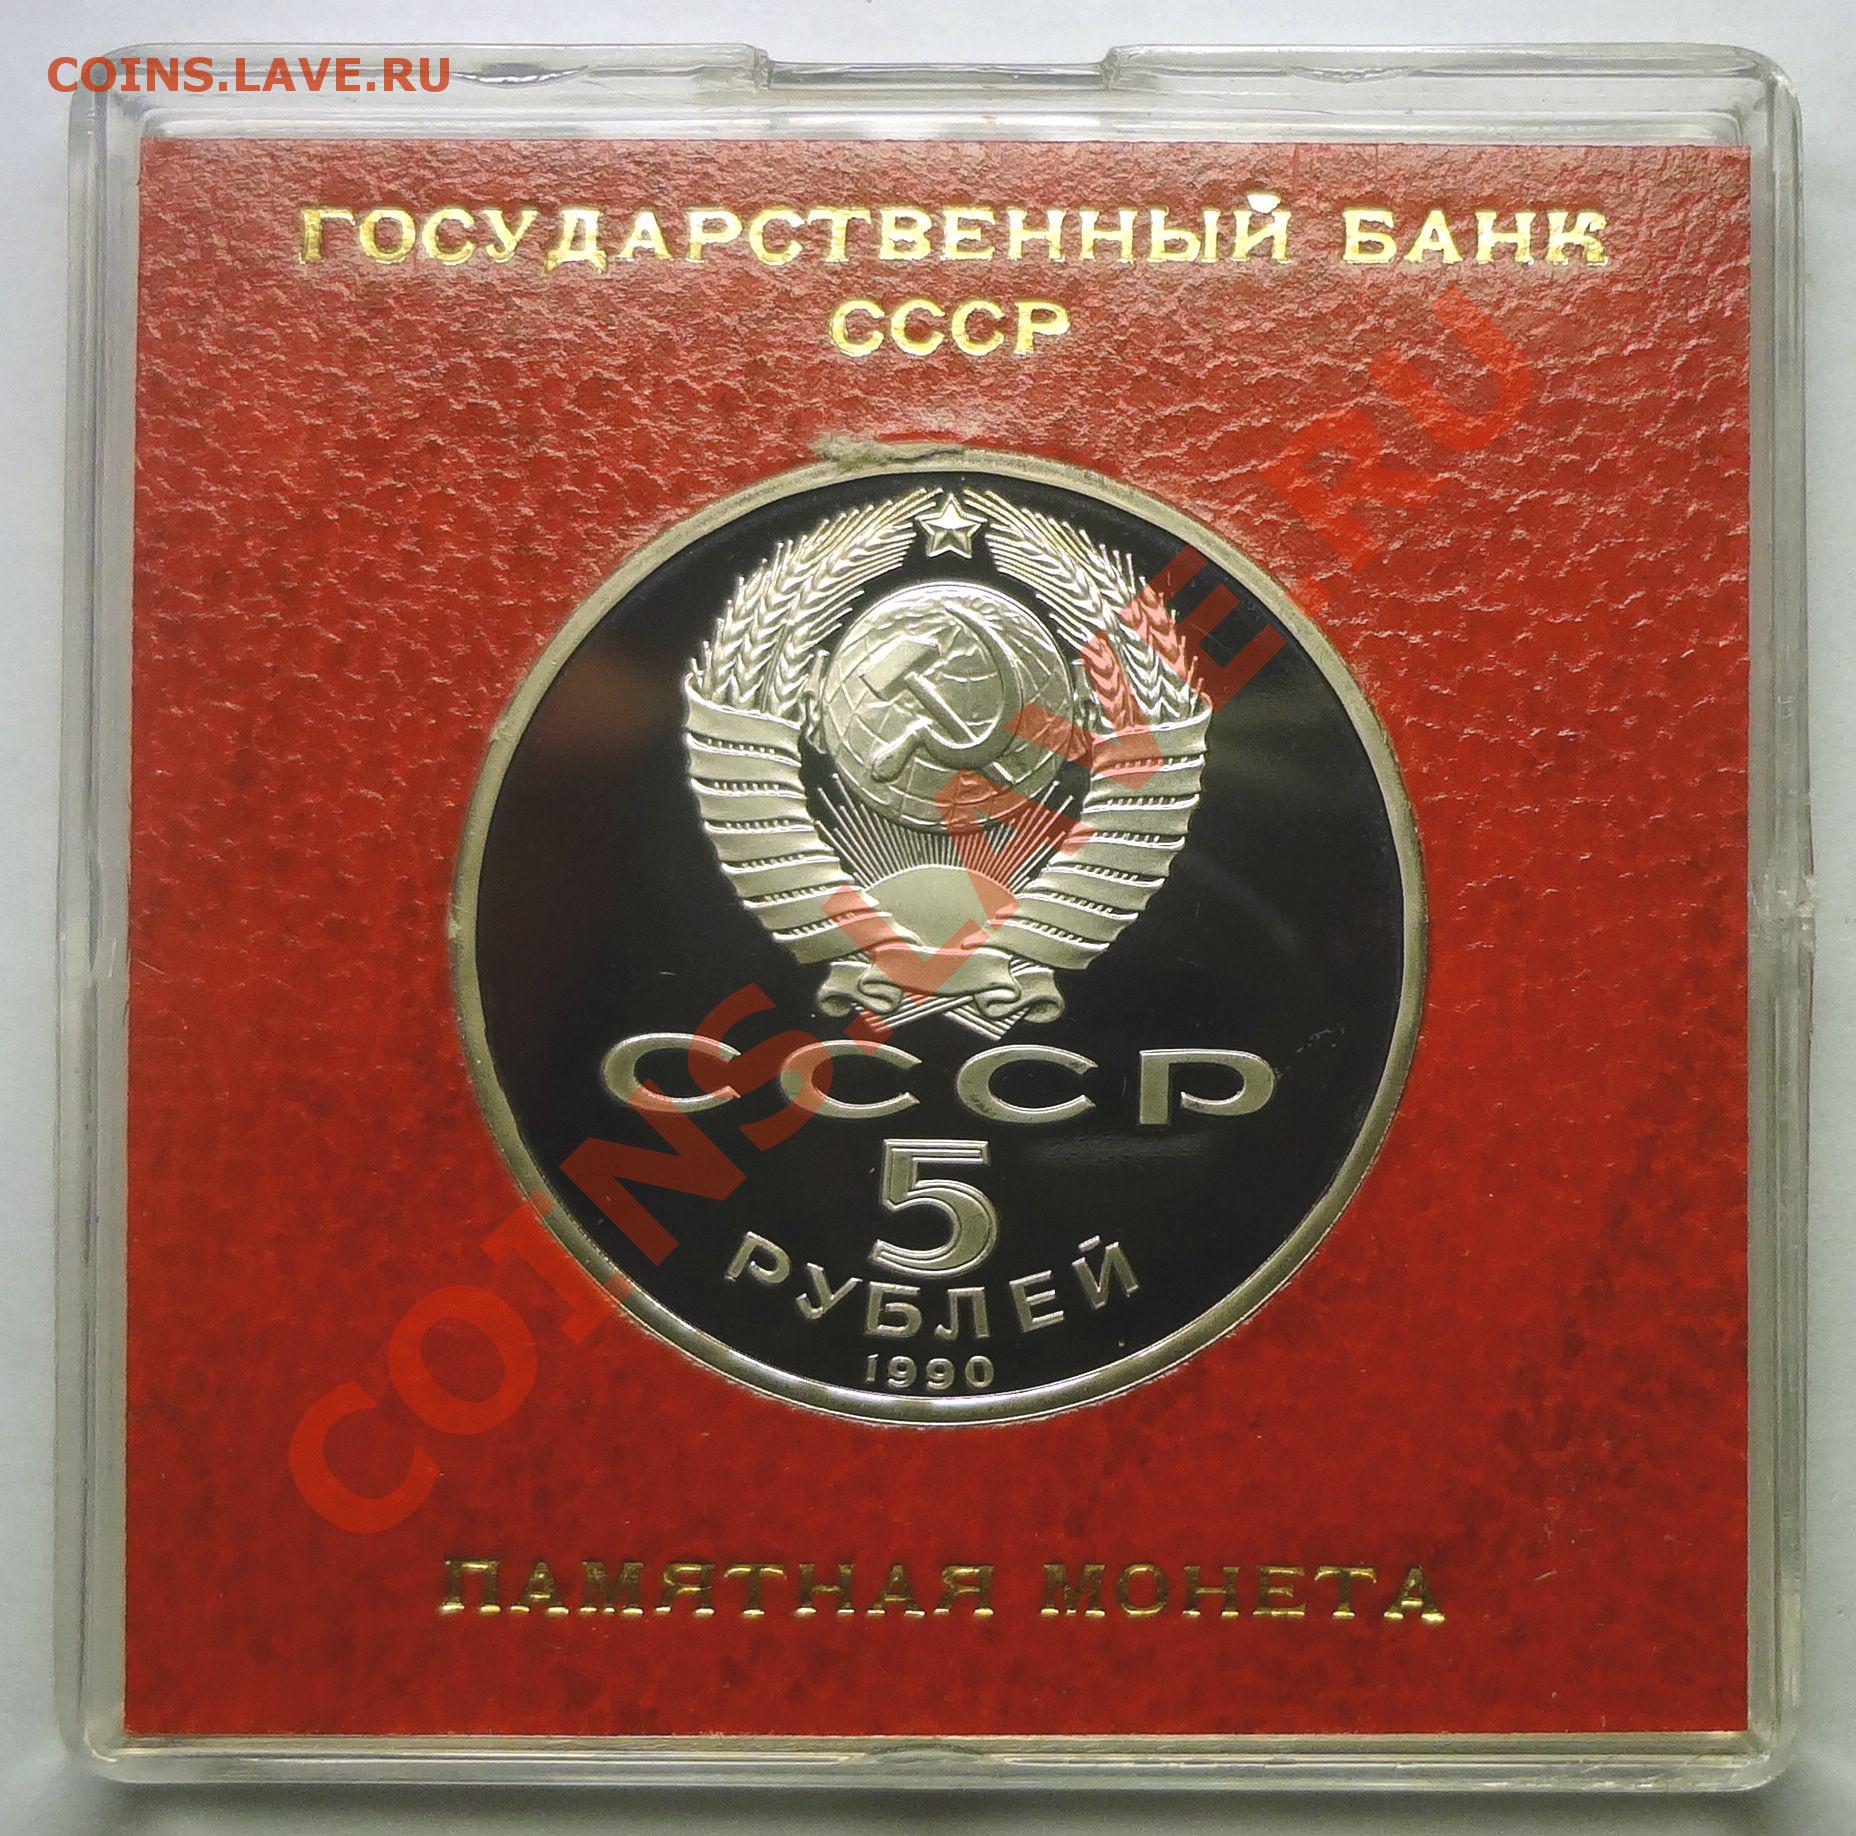 COINS.LAVE.RU
ГОСУДАРСТВЕННЫЙ БАНК
СССР
СССР
5
РУБЛЕЙ
1990
ПАМЯТНАЯ МОНЕТА
COINS.LAVE.RU